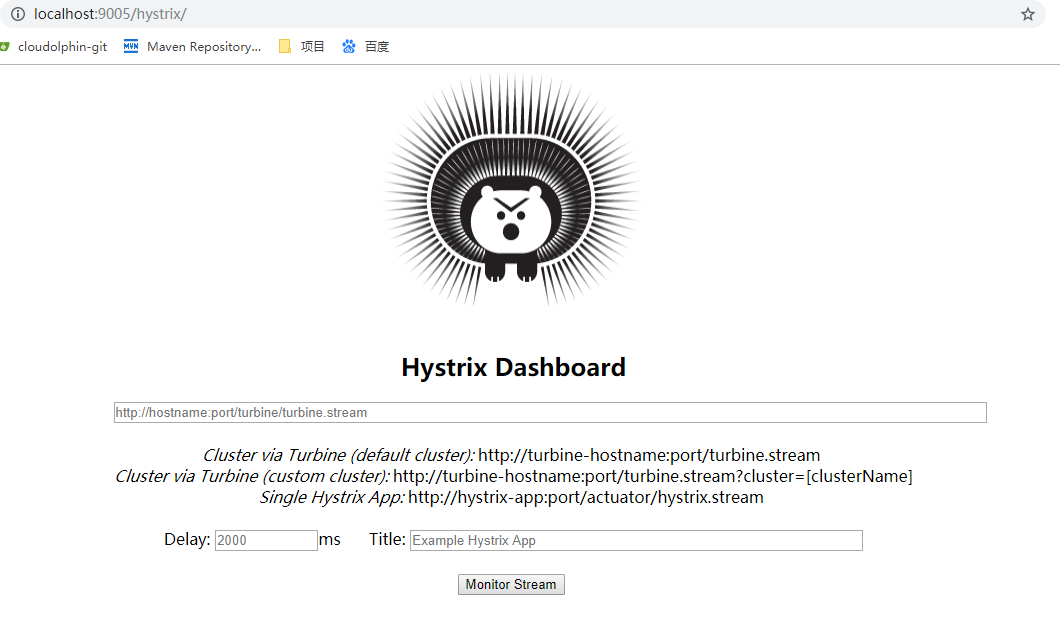 localhost:9005/hystrix/
cloudolphin-git MVN Maven Repository... 项目 百度
Hystrix Dashboard
http://hostname:port/turbine/turbine.stream
Cluster via Turbine (default cluster): http://turbine-hostname:port/turbine.stream
Cluster via Turbine (custom cluster): http://turbine-hostname:port/turbine.stream?cluster=[clusterName]
Single Hystrix App: http://hystrix-app:port/actuator/hystrix.stream
Delay: 2000 ms Title: Example Hystrix App
Monitor Stream